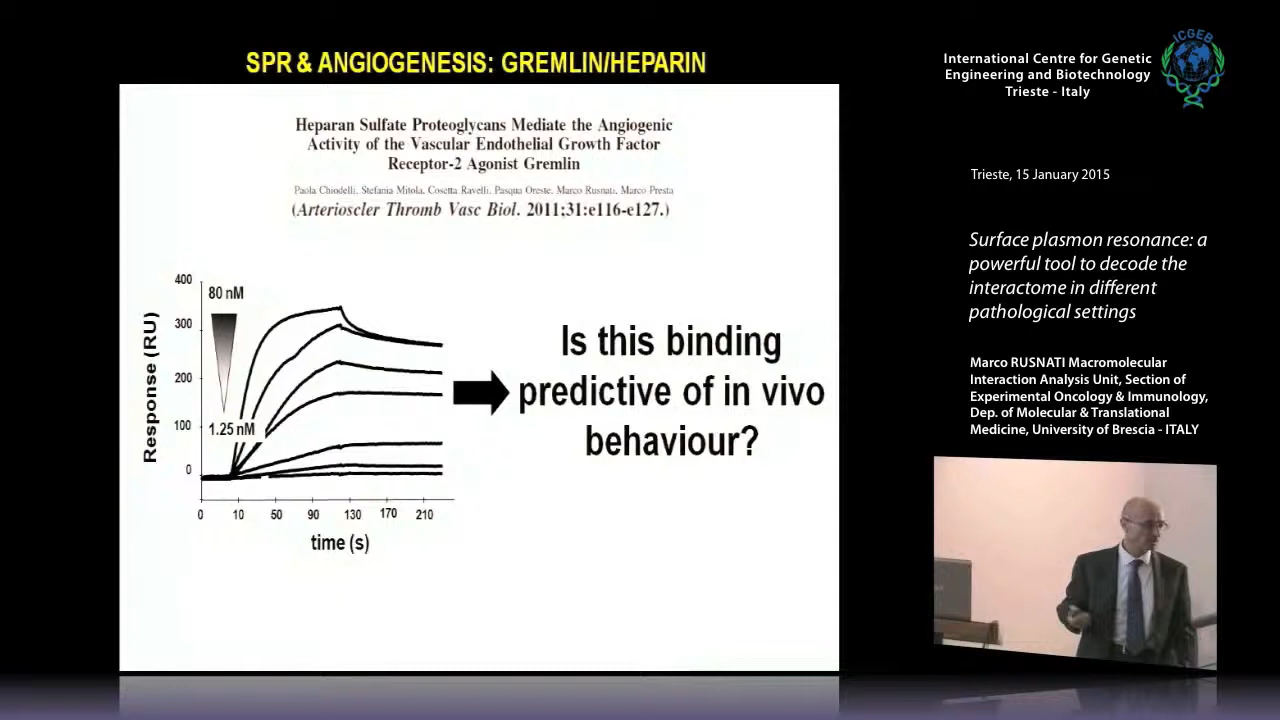 SPR & ANGIOGENESIS: GREMLIN/HEPARIN
Heparan Sulfate Proteoglycans Mediate the Angiogenic
Activity of the Vascular Endothelial Growth Factor
Receptor-2 Agonist Gremlin
Paola Chiodelli, Stefania Mitola, Cosetta Ravelli, Pasqua Oreste, Marco Rusnati, Marco Presta
(Arterioscler Thromb Vasc Biol. 2011;31:e116-e127.)
Response (RU)
400
300
200
100
0
80 nM
1.25 nM
0 10 50 90 130 170 210
time (s)
Is this binding
predictive of in vivo
behaviour?
International Centre for Genetic
Engineering and Biotechnology
Trieste - Italy
ICGEB
Trieste, 15 January 2015
Surface plasmon resonance: a
powerful tool to decode the
interactome in different
pathological settings
Marco RUSNATI Macromolecular
Interaction Analysis Unit, Section of
Experimental Oncology & Immunology,
Dep. of Molecular & Translational
Medicine, University of Brescia - ITALY